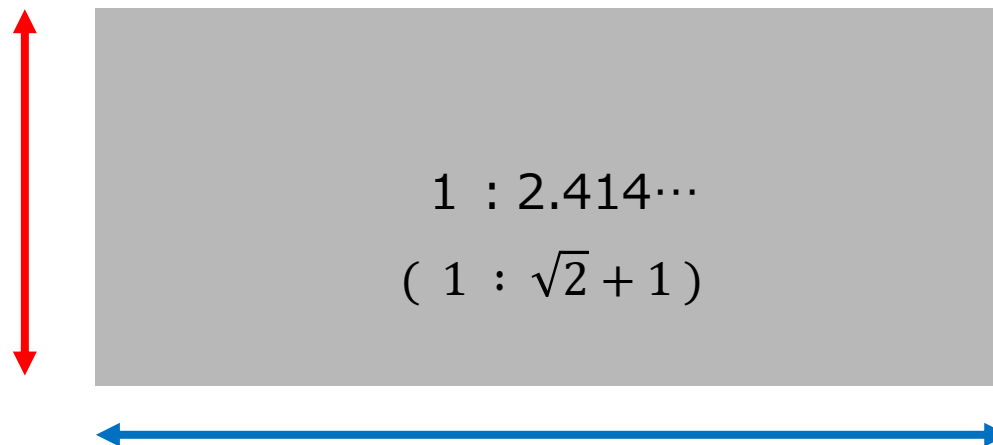 1 : 2.414…
( 1 : √2 + 1 )